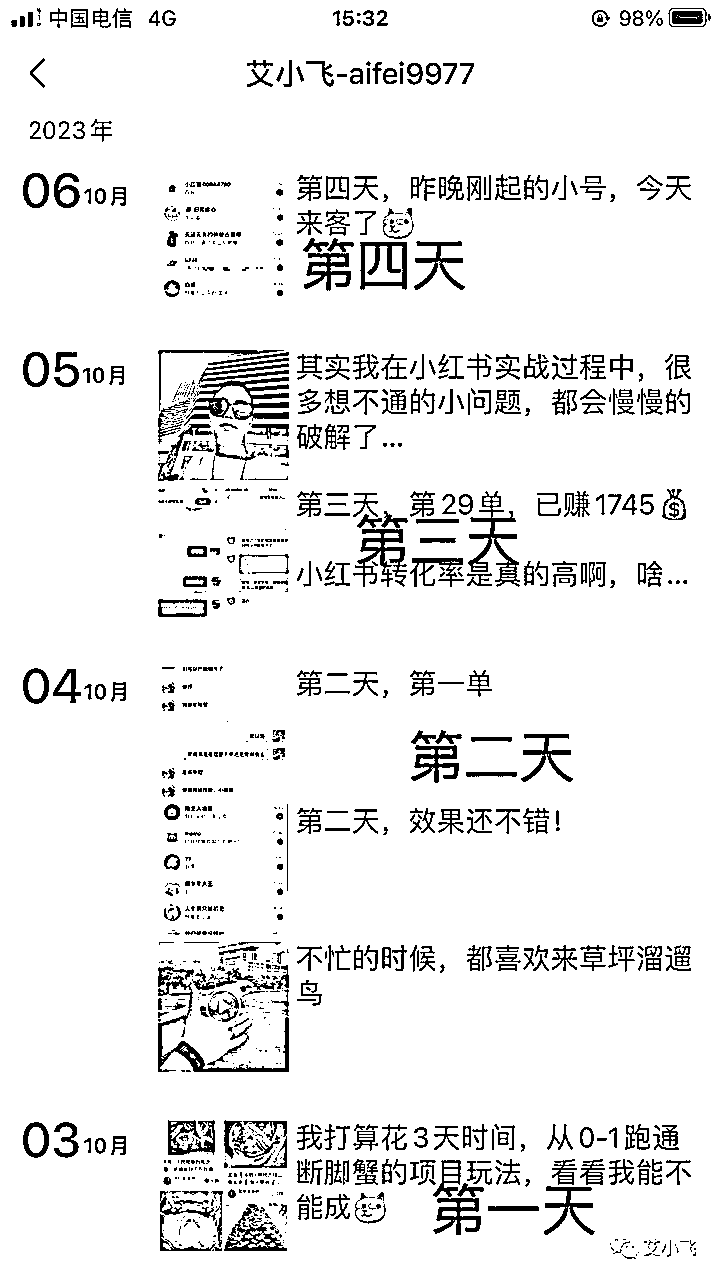 中国电信 4G 15:32 98%
艾小飞-aifei9977
2023年
06 10月
第四天，昨晚刚起的小号，今天
来客了
第四天
05 10月
其实我在小红书实战过程中，很
多想不通的小问题，都会慢慢的
破解了...
第三天，第29单，已赚1745
第三天
小红书转化率是真的高啊，啥...
04 10月
第二天，第一单
第二天
第二天，效果还不错！
不忙的时候，都喜欢来草坪溜遛
鸟
03 10月
我打算花3天时间，从0-1跑通
断脚蟹的项目玩法，看看我能不
能成
第一天
艾小飞